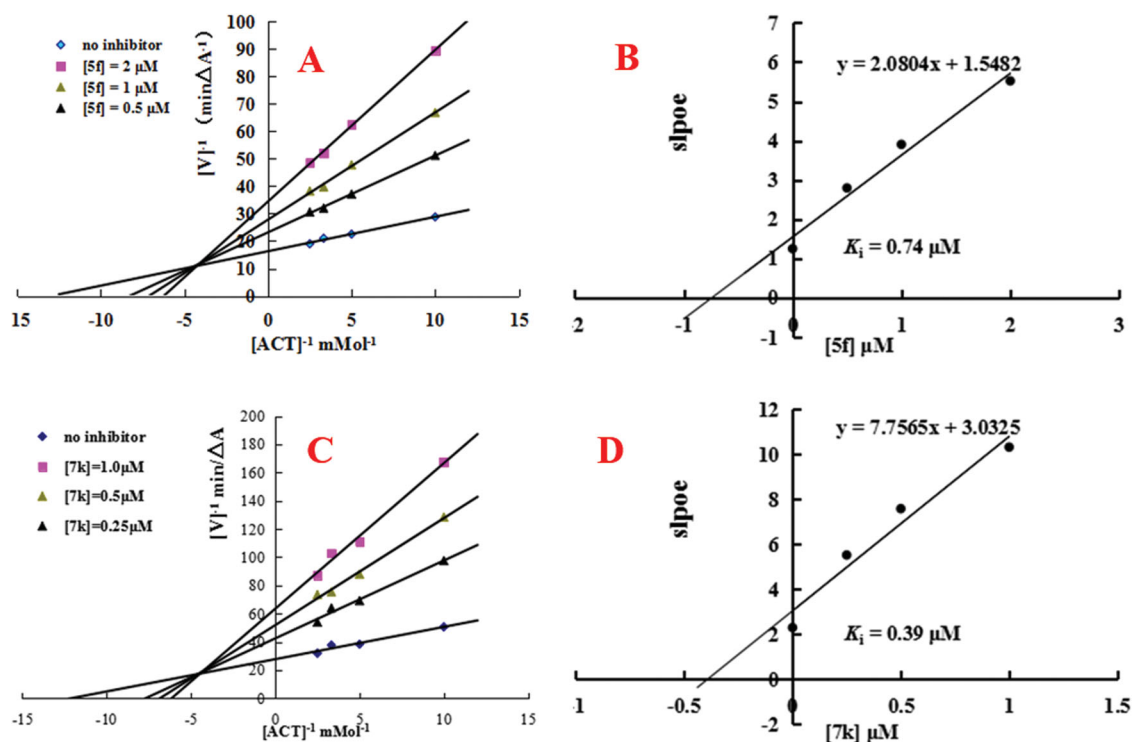 100
90
80
70
60
50
40
30
20
10
0
no inhibitor
[5f] = 2 μM
[5f] = 1 μM
[5f] = 0.5 μM
A
[V]⁻¹ (minΔA⁻¹)
15 -10 -5 0 5 10 15
[ACT]⁻¹ mMol⁻¹
B
7
6
5
4
3
2
1
0
-1
y = 2.0804x + 1.5482
slpoe
Kᵢ = 0.74 μM
-2 -1 0 1 2 3
[5f] μM
200
180
160
140
120
100
80
60
40
20
0
no inhibitor
[7k]=1.0μM
[7k]=0.5μM
[7k]=0.25μM
C
[V]⁻¹ min/ΔA
-15 -10 -5 0 5 10 15
[ACT]⁻¹ mMol⁻¹
D
12
10
8
6
4
2
0
-2
y = 7.7565x + 3.0325
slpoe
Kᵢ = 0.39 μM
-1 -0.5 0 0.5 1 1.5
[7k] μM